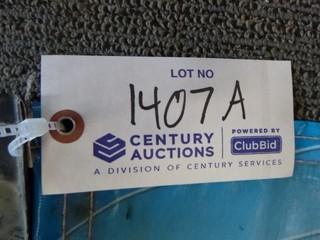 LOT NO
1407A
CENTURY AUCTIONS
POWERED BY
ClubBid
A DIVISION OF CENTURY SERVICES